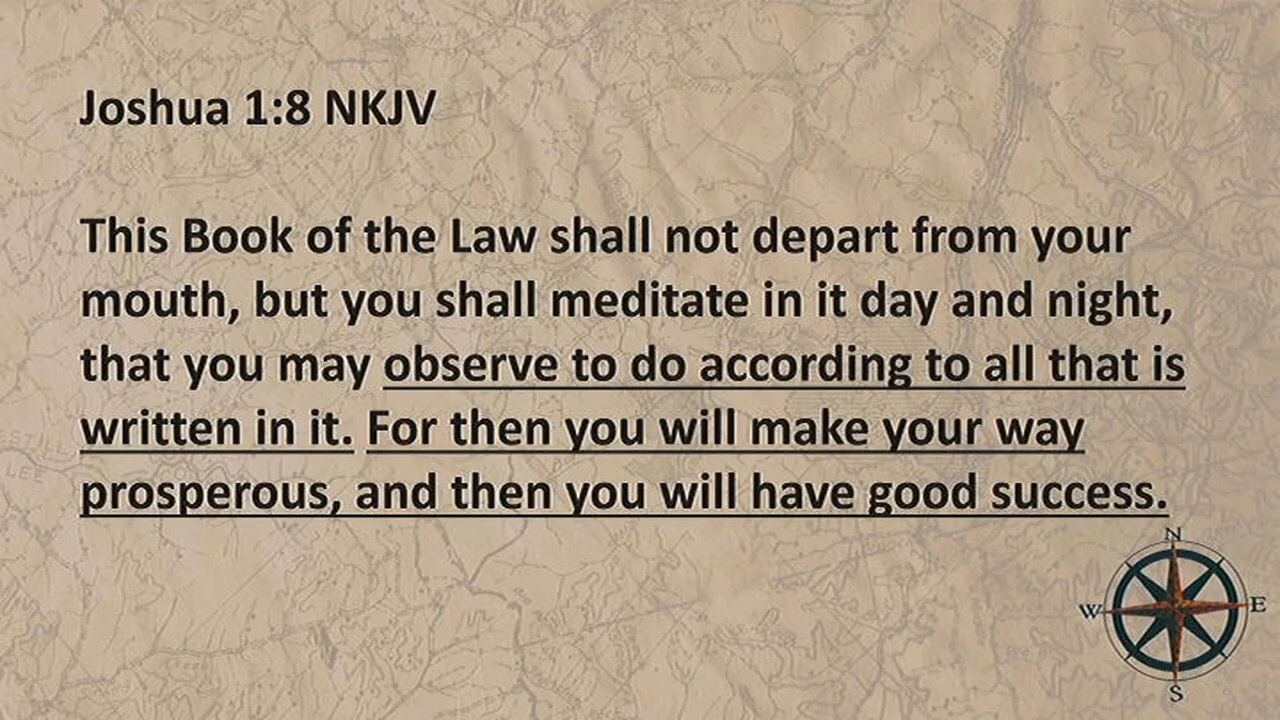 Joshua 1:8 NKJV
This Book of the Law shall not depart from your
mouth, but you shall meditate in it day and night,
that you may observe to do according to all that is
written in it. For then you will make your way
prosperous, and then you will have good success.
N
W E
S